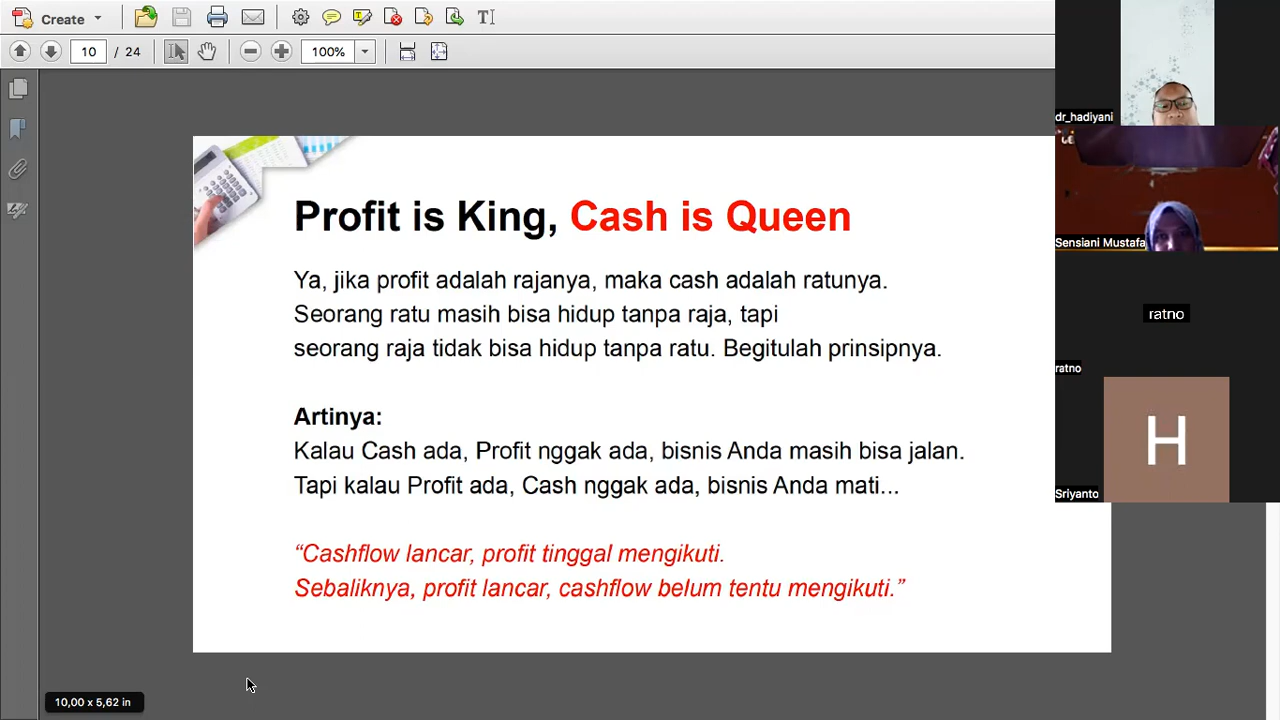 Create
10 / 24
100%
Profit is King, Cash is Queen
Ya, jika profit adalah rajanya, maka cash adalah ratunya.
Seorang ratu masih bisa hidup tanpa raja, tapi
seorang raja tidak bisa hidup tanpa ratu. Begitulah prinsipnya.
Artinya:
Kalau Cash ada, Profit nggak ada, bisnis Anda masih bisa jalan.
Tapi kalau Profit ada, Cash nggak ada, bisnis Anda mati...
“Cashflow lancar, profit tinggal mengikuti.
Sebaliknya, profit lancar, cashflow belum tentu mengikuti.”
10,00 x 5,62 in
dr_hadiyani
Sensiani Mustafa
ratno
ratno
H
Sriyanto